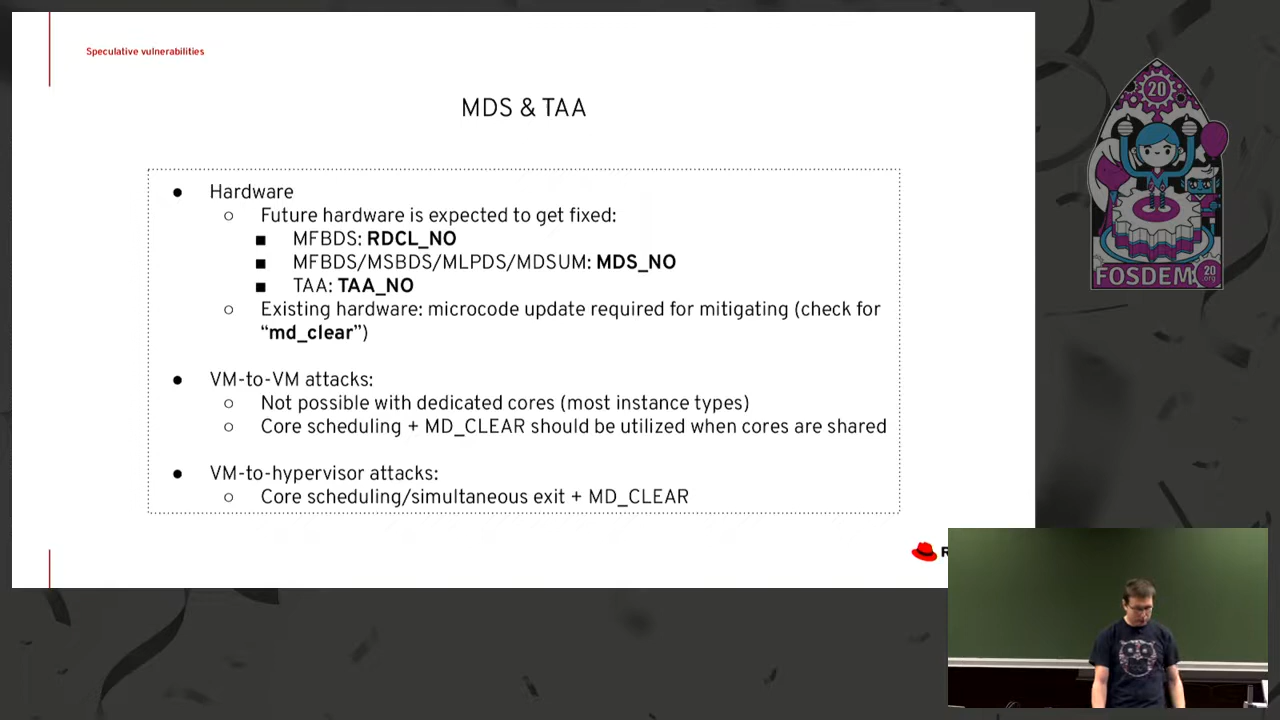 Speculative vulnerabilities
MDS & TAA
● Hardware
○ Future hardware is expected to get fixed:
■ MFBDS: RDCL_NO
■ MFBDS/MSBDS/MLPDS/MDSUM: MDS_NO
■ TAA: TAA_NO
○ Existing hardware: microcode update required for mitigating (check for
“md_clear”)
● VM-to-VM attacks:
○ Not possible with dedicated cores (most instance types)
○ Core scheduling + MD_CLEAR should be utilized when cores are shared
● VM-to-hypervisor attacks:
○ Core scheduling/simultaneous exit + MD_CLEAR
20
FOSDEM
20
.org